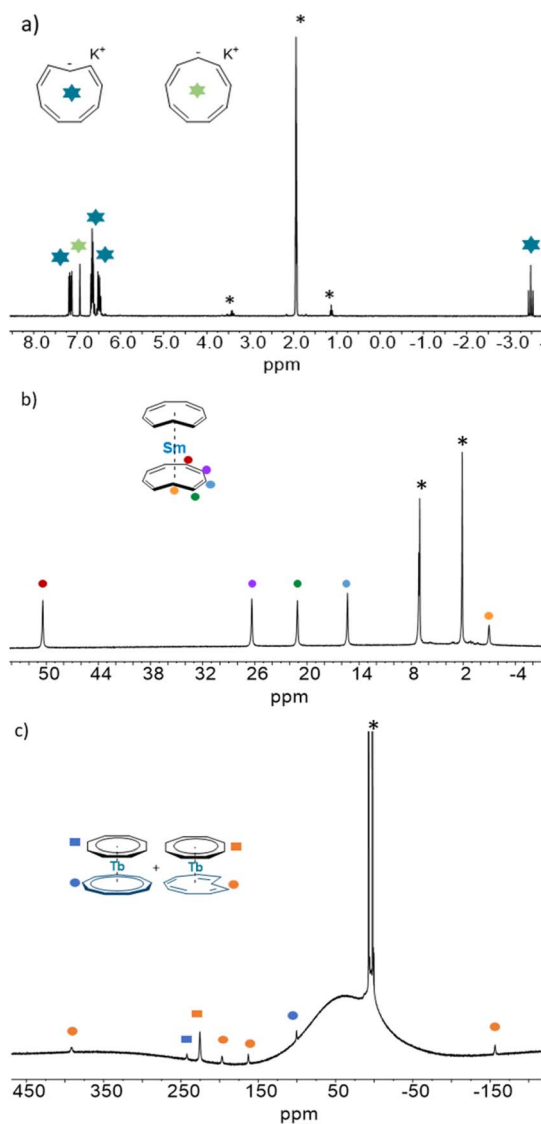 a)
K+
K+
*
-
-
*
*
8.0 7.0 6.0 5.0 4.0 3.0 2.0 1.0 0.0 -1.0 -2.0 -3.0
ppm
b)
Sm
*
*
50 44 38 32 26 20 14 8 2 -4
ppm
c)
*
Tb + Tb
450 350 250 150 50 -50 -150
ppm